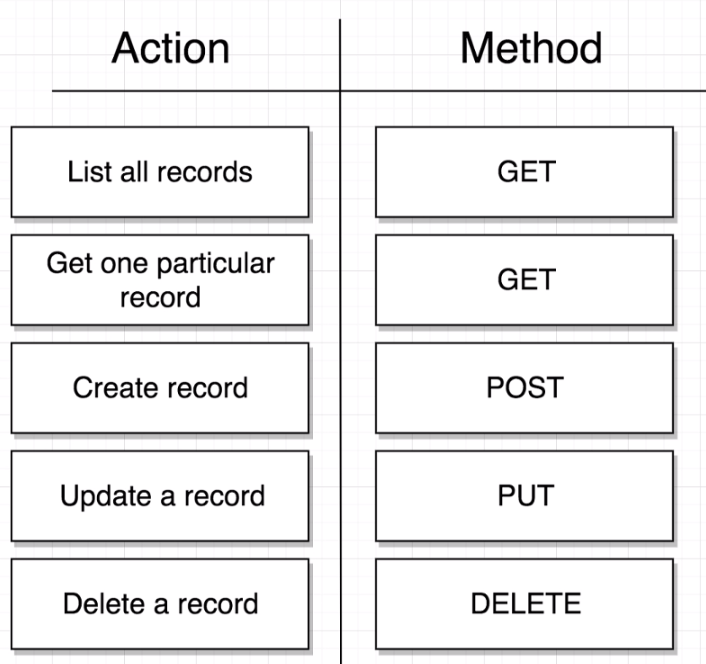 Action Method
List all records GET
Get one particular
record
GET
Create record POST
Update a record PUT
Delete a record DELETE